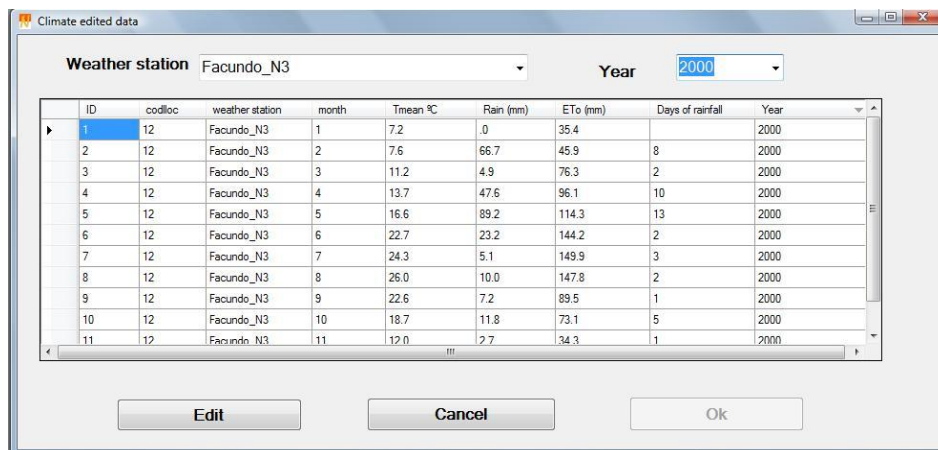 Climate edited data
Weather station Facundo_N3 Year 2000
ID codlloc weather station month Tmean ºC Rain (mm) ETo (mm) Days of rainfall Year
1 12 Facundo_N3 1 7.2 .0 35.4 2000
2 12 Facundo_N3 2 7.6 66.7 45.9 8 2000
3 12 Facundo_N3 3 11.2 4.9 76.3 2 2000
4 12 Facundo_N3 4 13.7 47.6 96.1 10 2000
5 12 Facundo_N3 5 16.6 89.2 114.3 13 2000
6 12 Facundo_N3 6 22.7 23.2 144.2 2 2000
7 12 Facundo_N3 7 24.3 5.1 149.9 3 2000
8 12 Facundo_N3 8 26.0 10.0 147.8 2 2000
9 12 Facundo_N3 9 22.6 7.2 89.5 1 2000
10 12 Facundo_N3 10 18.7 11.8 73.1 5 2000
11 12 Facundo_N3 11 12.0 2.7 34.3 1 2000
Edit Cancel Ok